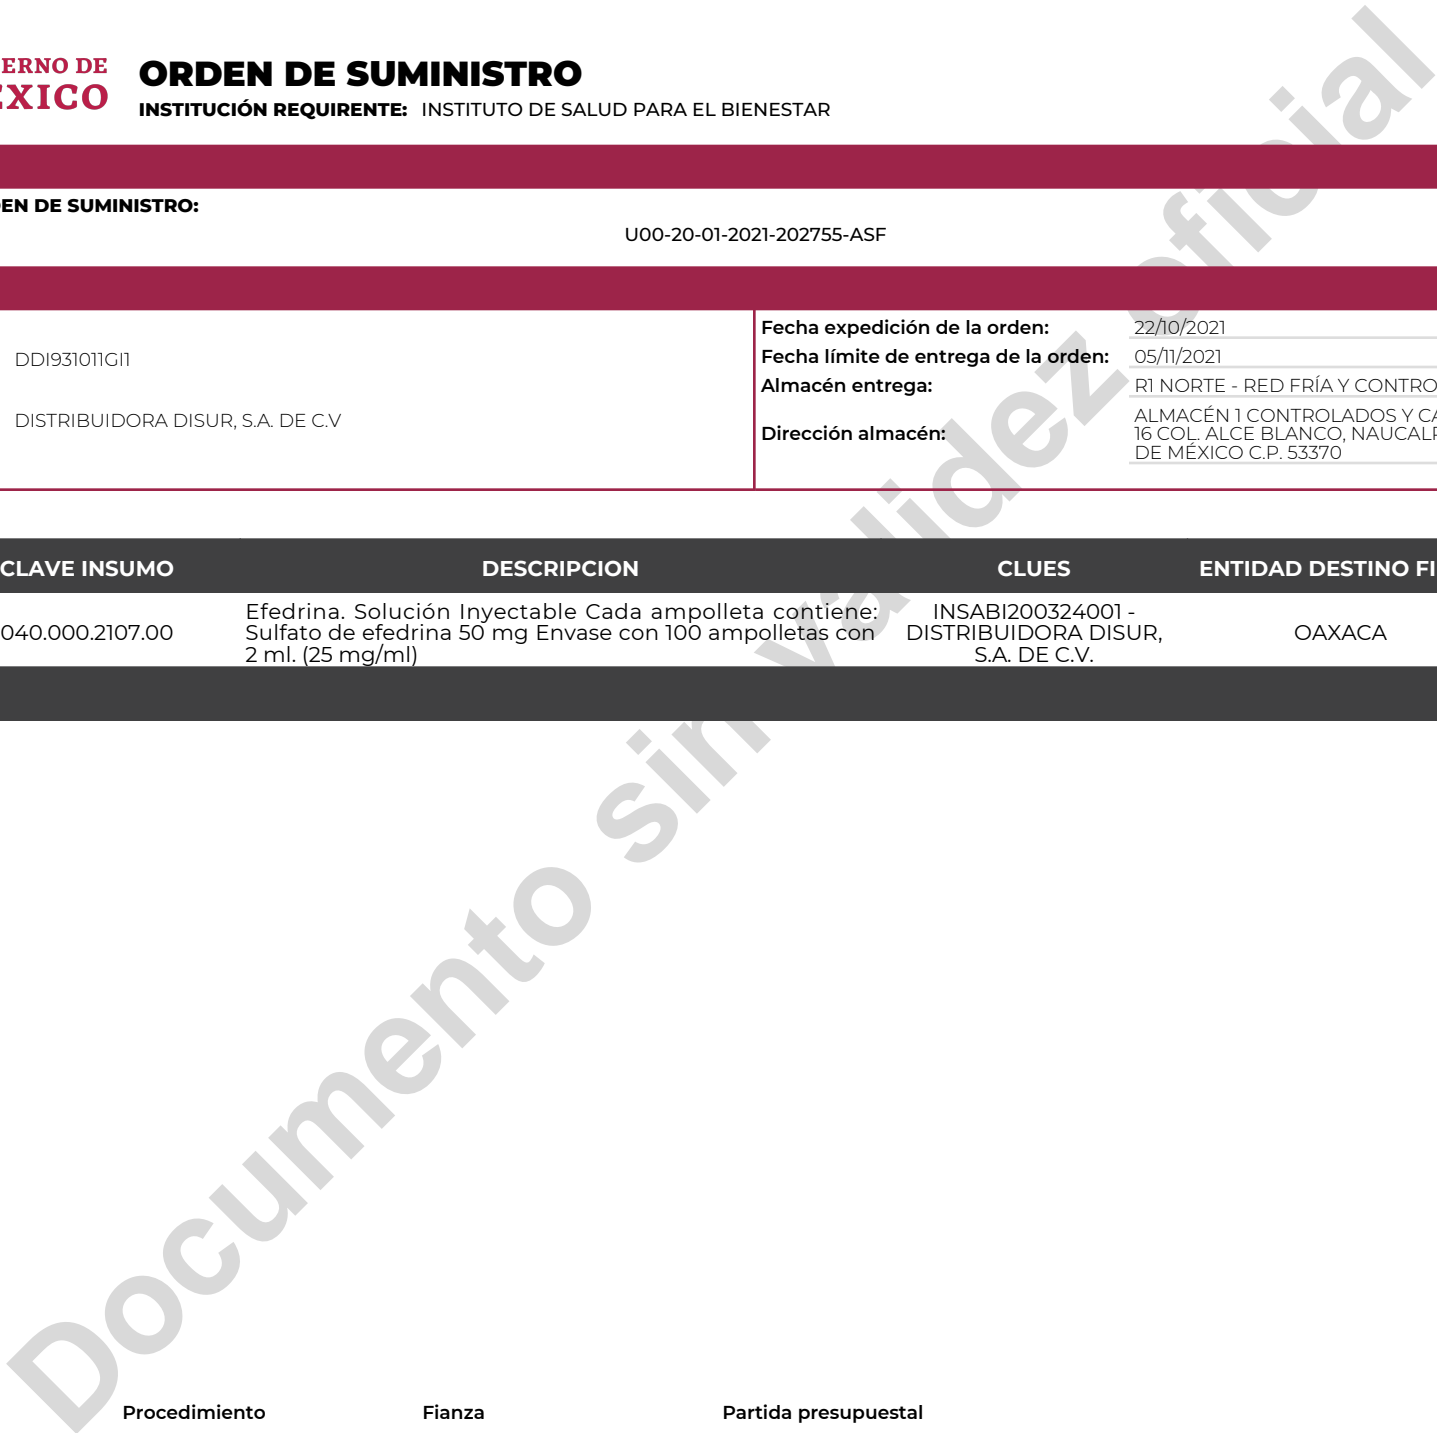 ERNO DE
ÉXICO
ORDEN DE SUMINISTRO
INSTITUCIÓN REQUIRENTE: INSTITUTO DE SALUD PARA EL BIENESTAR
EN DE SUMINISTRO:
U00-20-01-2021-202755-ASF
DDI931011GI1
DISTRIBUIDORA DISUR, S.A. DE C.V
Fecha expedición de la orden: 22/10/2021
Fecha límite de entrega de la orden: 05/11/2021
Almacén entrega: R1 NORTE - RED FRÍA Y CONTRO
Dirección almacén:
ALMACÉN 1 CONTROLADOS Y CA
16 COL. ALCE BLANCO, NAUCALP
DE MÉXICO C.P. 53370
CLAVE INSUMO DESCRIPCION CLUES ENTIDAD DESTINO FI
040.000.2107.00
Efedrina. Solución Inyectable Cada ampolleta contiene:
Sulfato de efedrina 50 mg Envase con 100 ampolletas con
2 ml. (25 mg/ml)
INSABI200324001 -
DISTRIBUIDORA DISUR,
S.A. DE C.V.
OAXACA
Documento sin validez oficial
Procedimiento Fianza Partida presupuestal